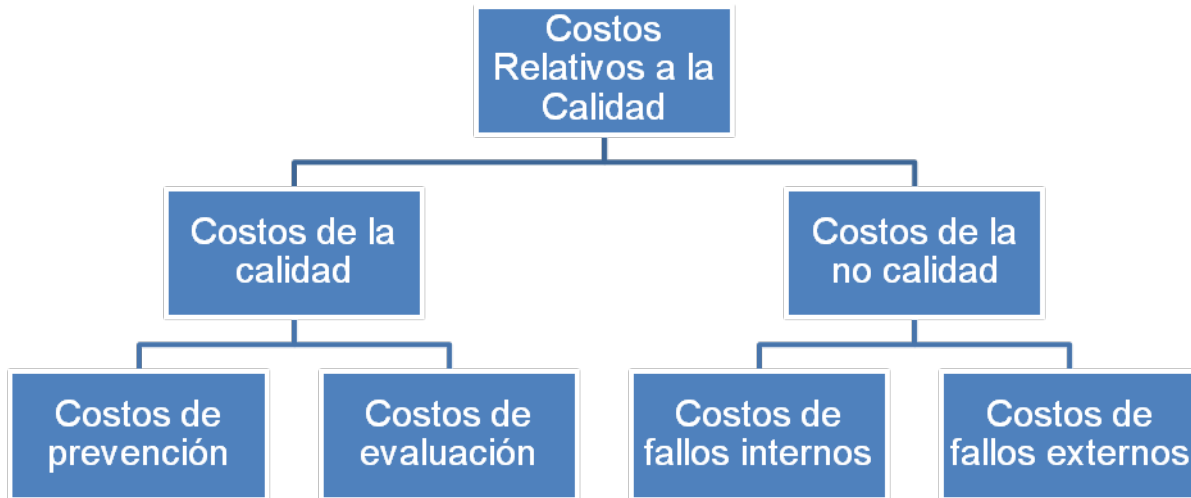 Costos
Relativos a la
Calidad
Costos de la
calidad
Costos de la
no calidad
Costos de
prevención
Costos de
evaluación
Costos de
fallos internos
Costos de
fallos externos